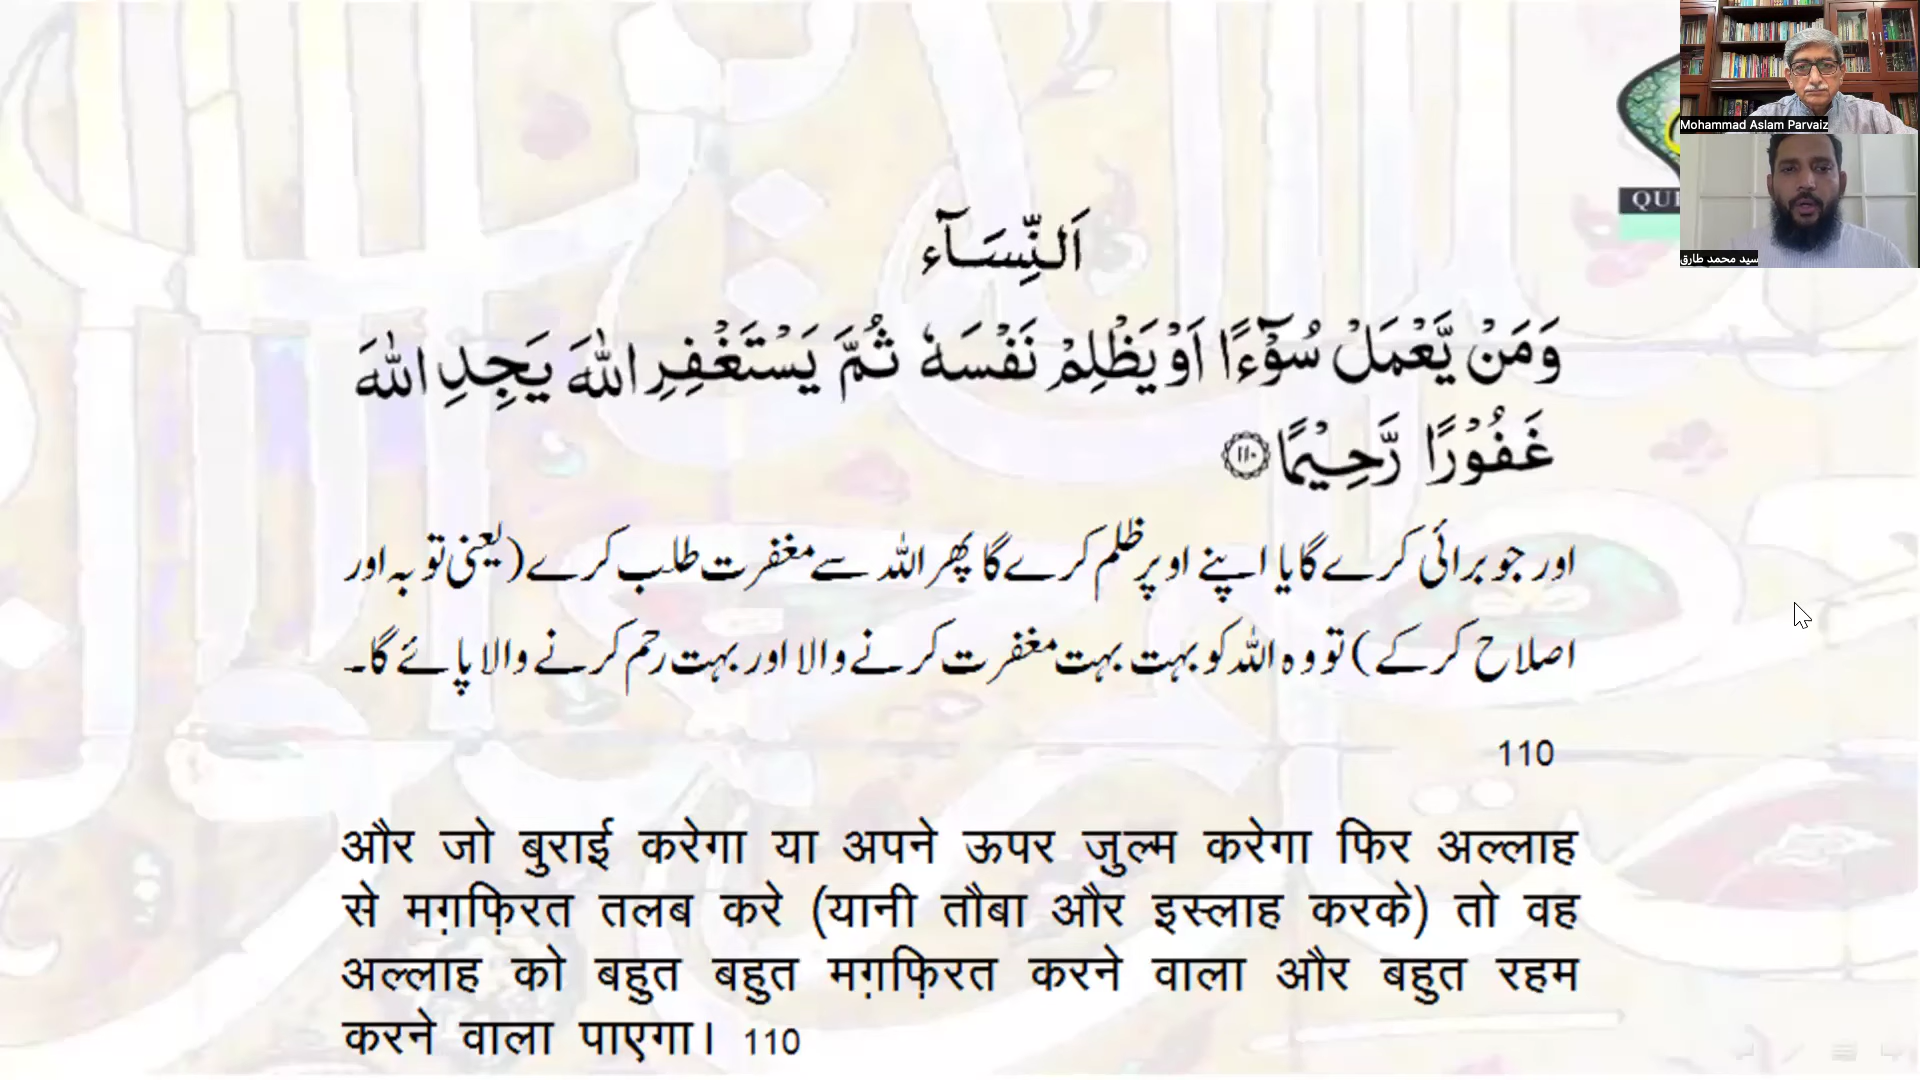 Mohammad Aslam Parvaiz
سید محمد طارق
اَلنِّسَآء
وَمَنْ يَّعْمَلْ سُوْٓءًا اَوْ يَظْلِمْ نَفْسَهٗ ثُمَّ يَسْتَغْفِرِ اللّٰهَ يَجِدِ اللّٰهَ
غَفُوْرًا رَّحِيْمًا ۝۱۱۰
اور جو برائی کرے گا یا اپنے اوپر ظلم کرے گا پھر اللہ سے مغفرت طلب کرے (یعنی توبہ اور
اصلاح کرکے) تو وہ اللہ کو بہت بہت مغفرت کرنے والا اور بہت رحم کرنے والا پائے گا۔
110
और जो बुराई करेगा या अपने ऊपर ज़ुल्म करेगा फिर अल्लाह
से मग़फ़िरत तलब करे (यानी तौबा और इस्लाह करके) तो वह
अल्लाह को बहुत बहुत मग़फ़िरत करने वाला और बहुत रहम
करने वाला पाएगा। 110